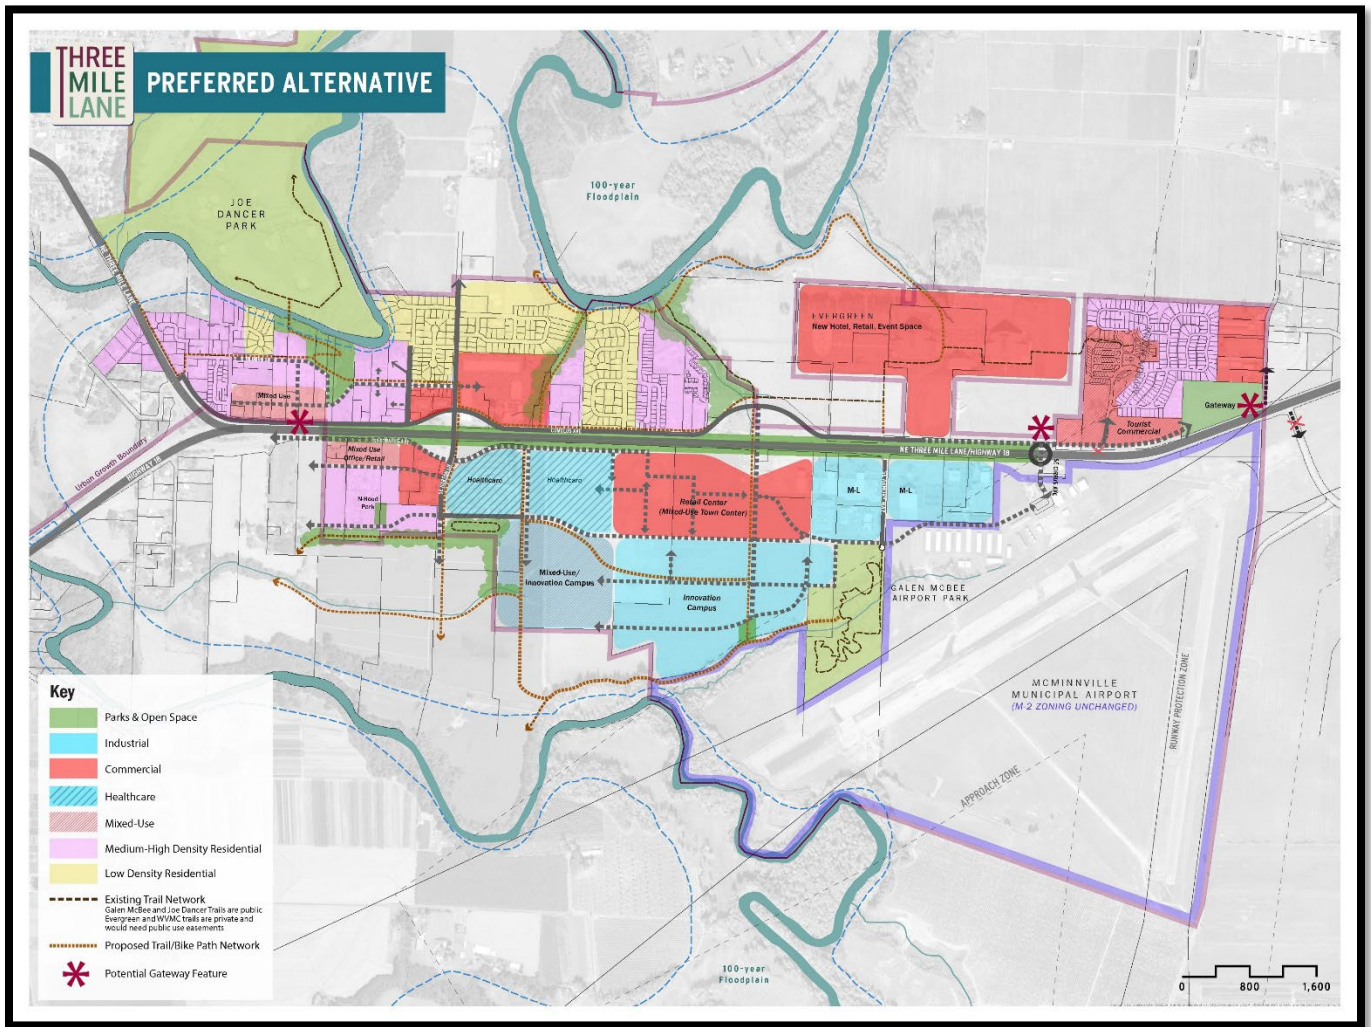 THREE
MILE
LANE
PREFERRED ALTERNATIVE
100-year
Floodplain
JOE
DANCER
PARK
NE THREE MILE LANE
EVERGREEN
New Hotel, Retail, Event Space
Mixed Use
Gateway
Tourist
Commercial
Urban Growth Boundary
HIGHWAY 18
NE THREE MILE LANE/HIGHWAY 18
Mixed Use
Office/Retail
Healthcare
Healthcare
N-Hood
Park
Retail Center
(Mixed-Use Town Center)
M-L
M-L
Mixed-Use/
Innovation Campus
Innovation
Campus
GALEN MCBEE
AIRPORT PARK
MCMINNVILLE
MUNICIPAL AIRPORT
(M-2 ZONING UNCHANGED)
RUNWAY PROTECTION ZONE
APPROACH ZONE
Key
Parks & Open Space
Industrial
Commercial
Healthcare
Mixed-Use
Medium-High Density Residential
Low Density Residential
Existing Trail Network
Galen McBee and Joe Dancer Trails are public
Evergreen and WVMC trails are private and
would need public use easements
Proposed Trail/Bike Path Network
Potential Gateway Feature
100-year
Floodplain
0 800 1,600